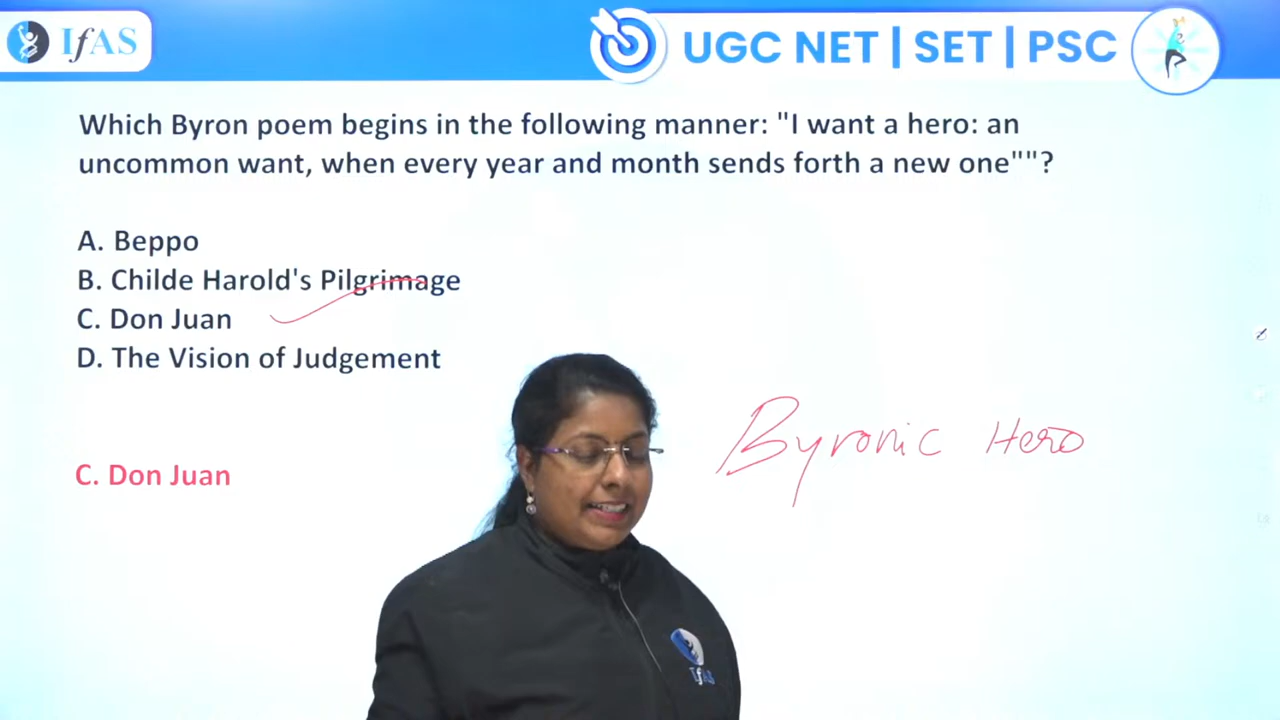 IfAS
UGC NET | SET | PSC
Which Byron poem begins in the following manner: "I want a hero: an
uncommon want, when every year and month sends forth a new one""?
A. Beppo
B. Childe Harold's Pilgrimage
C. Don Juan
D. The Vision of Judgement
Byronic Hero
C. Don Juan
IfAS